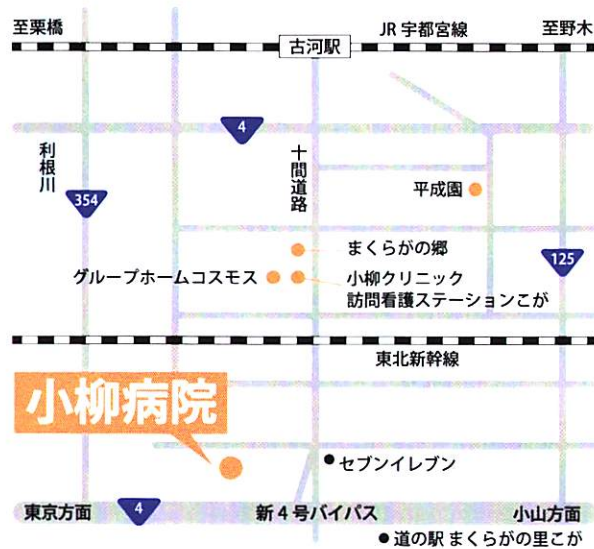 至栗橋
古河駅
JR 宇都宮線
至野木
4
利根川
十間道路
354
平成園
まくらがの郷
125
グループホームコスモス
小柳クリニック
訪問看護ステーションこが
東北新幹線
小柳病院
セブンイレブン
東京方面
4
新4号バイパス
小山方面
道の駅 まくらがの里こが